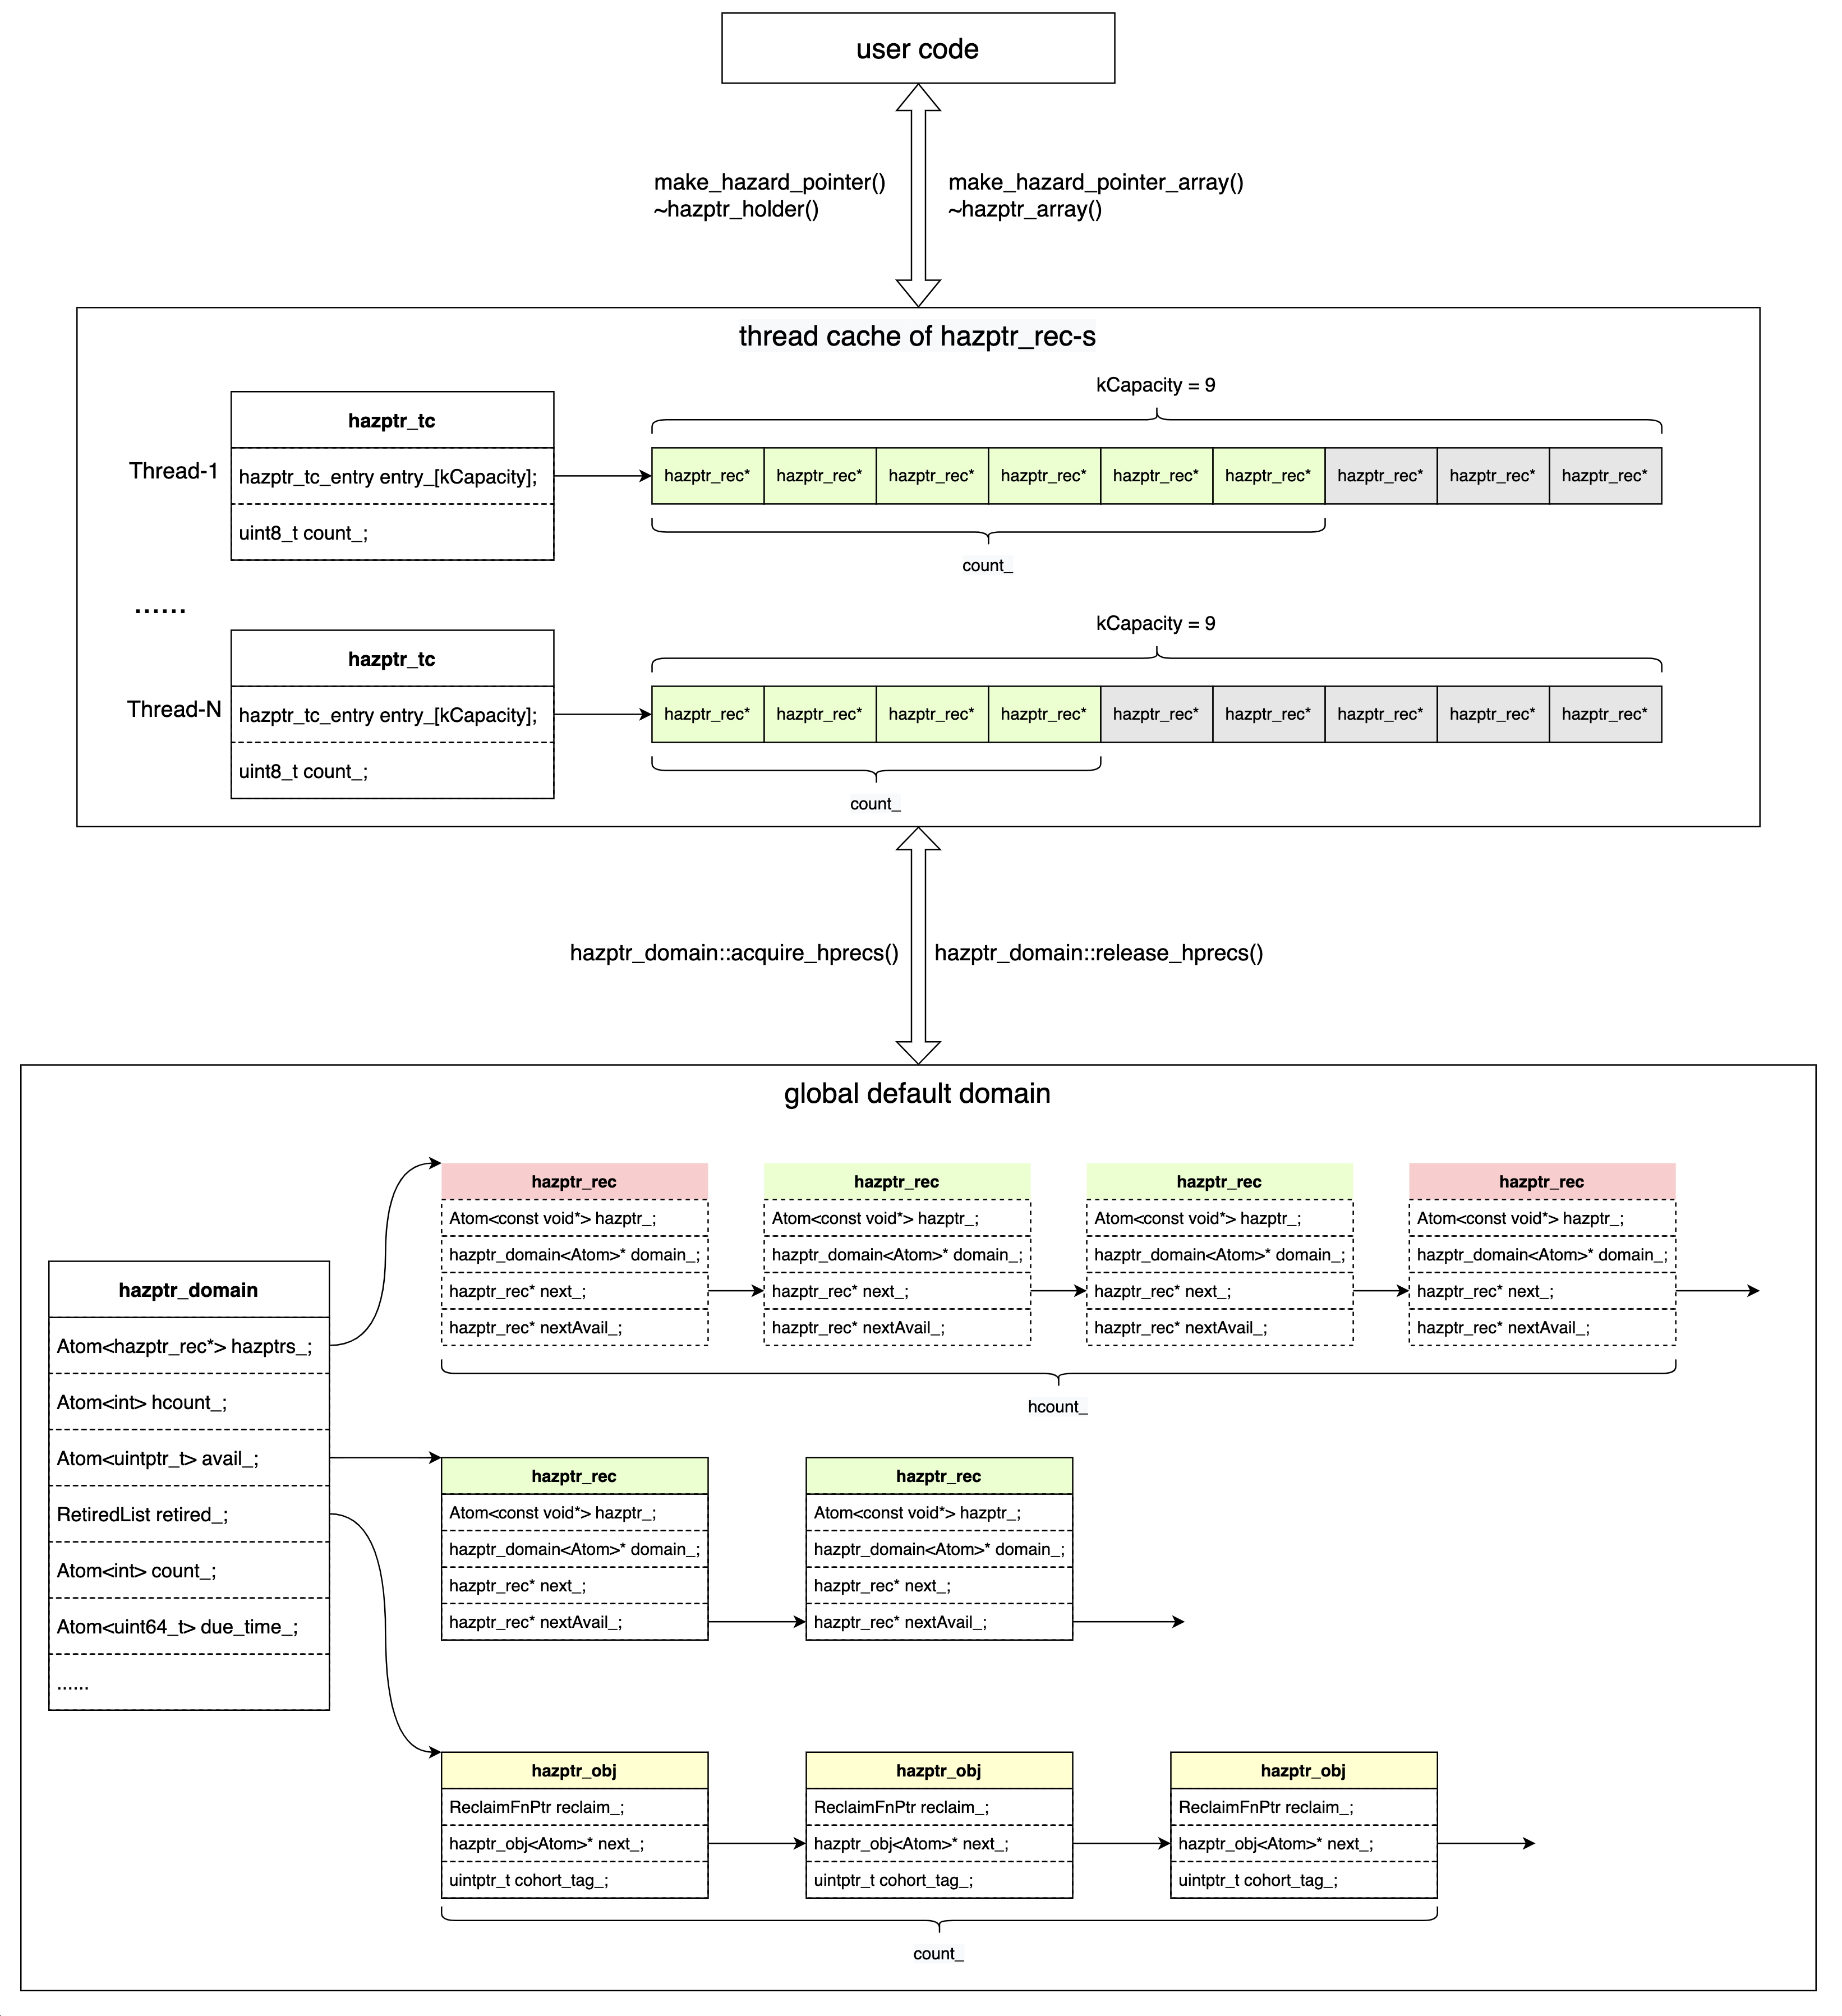 user code
make_hazard_pointer()
~hazptr_holder()
make_hazard_pointer_array()
~hazptr_array()
thread cache of hazptr_rec-s
kCapacity = 9
Thread-1
hazptr_tc
hazptr_tc_entry entry_[kCapacity];
uint8_t count_;
hazptr_rec* hazptr_rec* hazptr_rec* hazptr_rec* hazptr_rec* hazptr_rec* hazptr_rec* hazptr_rec* hazptr_rec*
count_
......
kCapacity = 9
Thread-N
hazptr_tc
hazptr_tc_entry entry_[kCapacity];
uint8_t count_;
hazptr_rec* hazptr_rec* hazptr_rec* hazptr_rec* hazptr_rec* hazptr_rec* hazptr_rec* hazptr_rec* hazptr_rec*
count_
hazptr_domain::acquire_hprecs()
hazptr_domain::release_hprecs()
global default domain
hazptr_domain
Atom<hazptr_rec*> hazptrs_;
Atom<int> hcount_;
Atom<uintptr_t> avail_;
RetiredList retired_;
Atom<int> count_;
Atom<uint64_t> due_time_;
......
hazptr_rec
Atom<const void*> hazptr_;
hazptr_domain<Atom>* domain_;
hazptr_rec* next_;
hazptr_rec* nextAvail_;
hazptr_rec
Atom<const void*> hazptr_;
hazptr_domain<Atom>* domain_;
hazptr_rec* next_;
hazptr_rec* nextAvail_;
hazptr_rec
Atom<const void*> hazptr_;
hazptr_domain<Atom>* domain_;
hazptr_rec* next_;
hazptr_rec* nextAvail_;
hazptr_rec
Atom<const void*> hazptr_;
hazptr_domain<Atom>* domain_;
hazptr_rec* next_;
hazptr_rec* nextAvail_;
hcount_
hazptr_rec
Atom<const void*> hazptr_;
hazptr_domain<Atom>* domain_;
hazptr_rec* next_;
hazptr_rec* nextAvail_;
hazptr_rec
Atom<const void*> hazptr_;
hazptr_domain<Atom>* domain_;
hazptr_rec* next_;
hazptr_rec* nextAvail_;
hazptr_obj
ReclaimFnPtr reclaim_;
hazptr_obj<Atom>* next_;
uintptr_t cohort_tag_;
hazptr_obj
ReclaimFnPtr reclaim_;
hazptr_obj<Atom>* next_;
uintptr_t cohort_tag_;
hazptr_obj
ReclaimFnPtr reclaim_;
hazptr_obj<Atom>* next_;
uintptr_t cohort_tag_;
count_